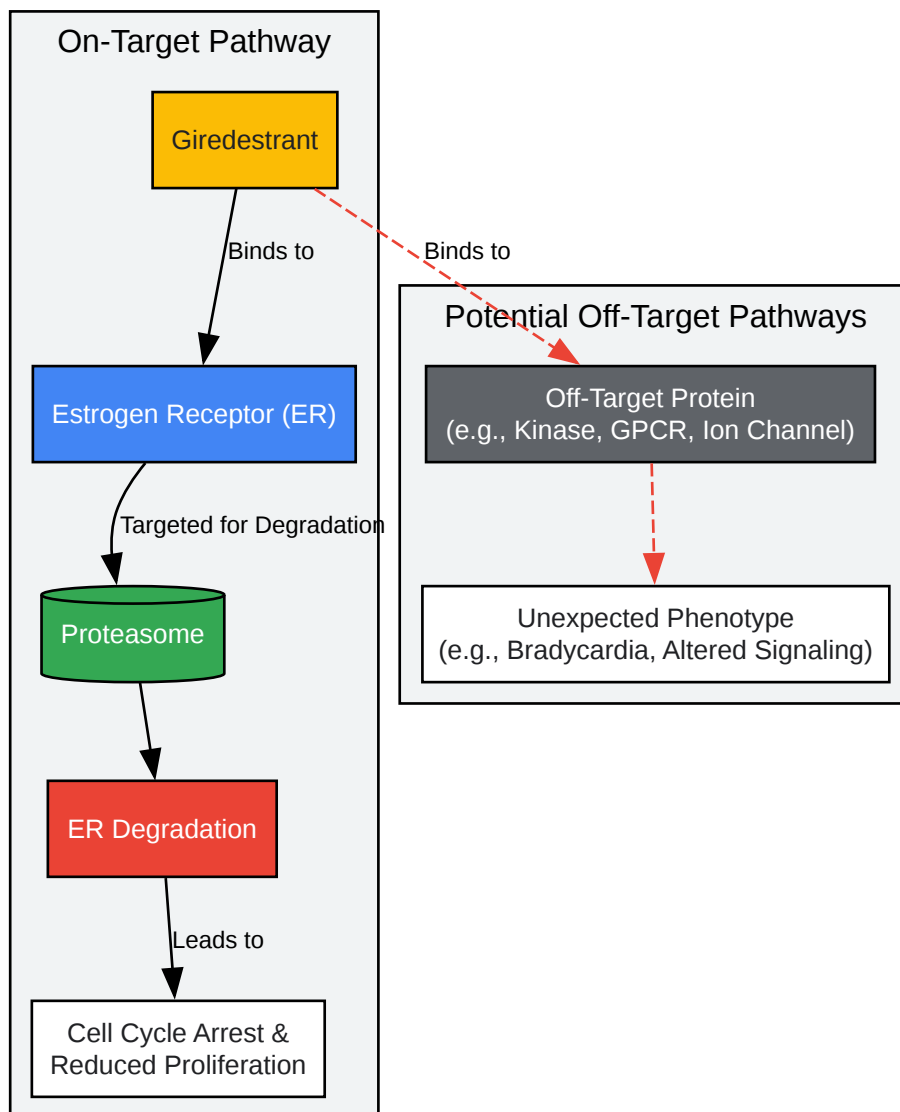 On-Target Pathway
Giredestrant
Binds to
Binds to
Potential Off-Target Pathways
Estrogen Receptor (ER)
Off-Target Protein
(e.g., Kinase, GPCR, Ion Channel)
Targeted for Degradation
Proteasome
Unexpected Phenotype
(e.g., Bradycardia, Altered Signaling)
ER Degradation
Leads to
Cell Cycle Arrest &
Reduced Proliferation